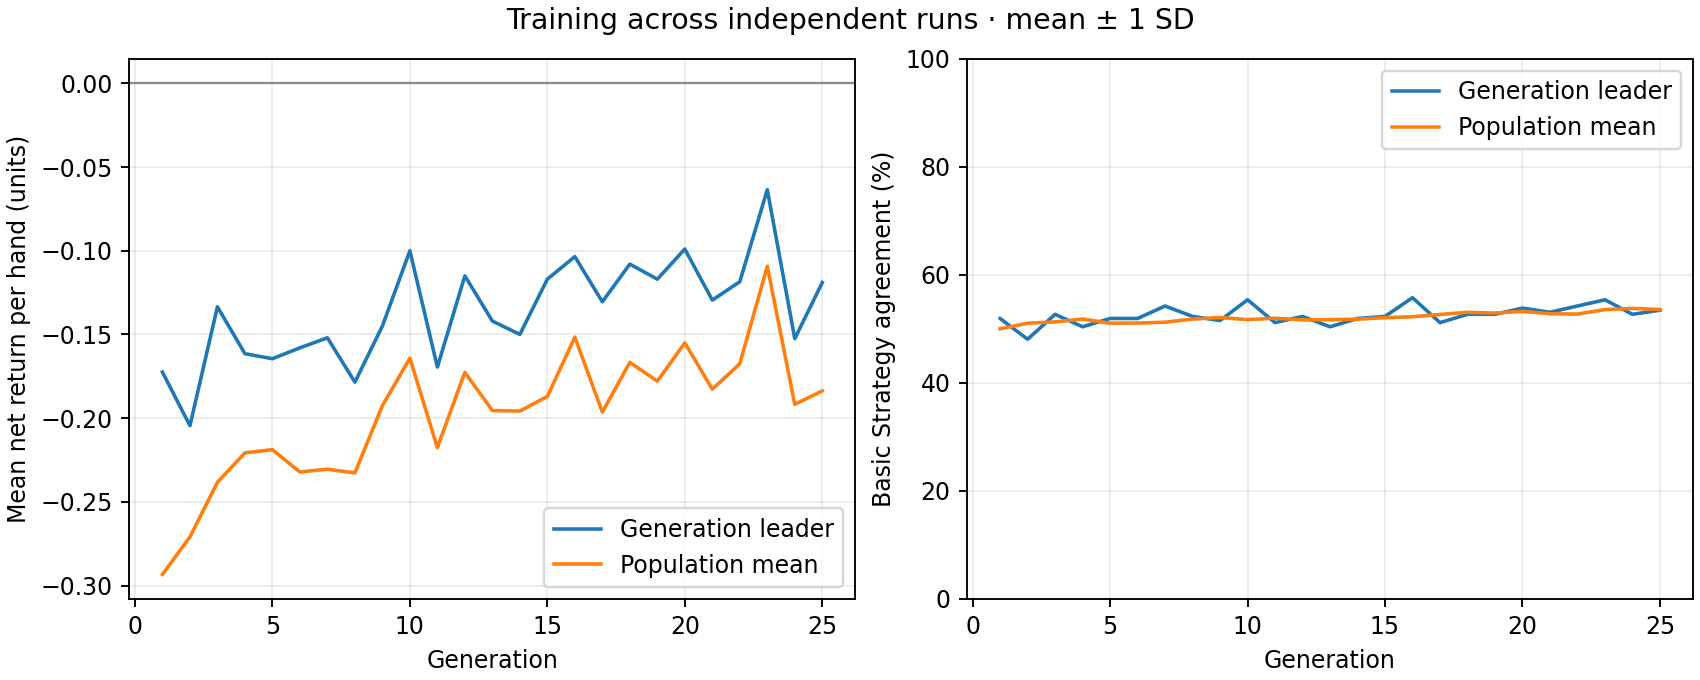 Training across independent runs · mean ± 1 SD
Mean net return per hand (units)
0.00
−0.05
−0.10
−0.15
−0.20
−0.25
−0.30
Generation leader
Population mean
0 5 10 15 20 25
Generation
Basic Strategy agreement (%)
100
80
60
40
20
0
Generation leader
Population mean
0 5 10 15 20 25
Generation